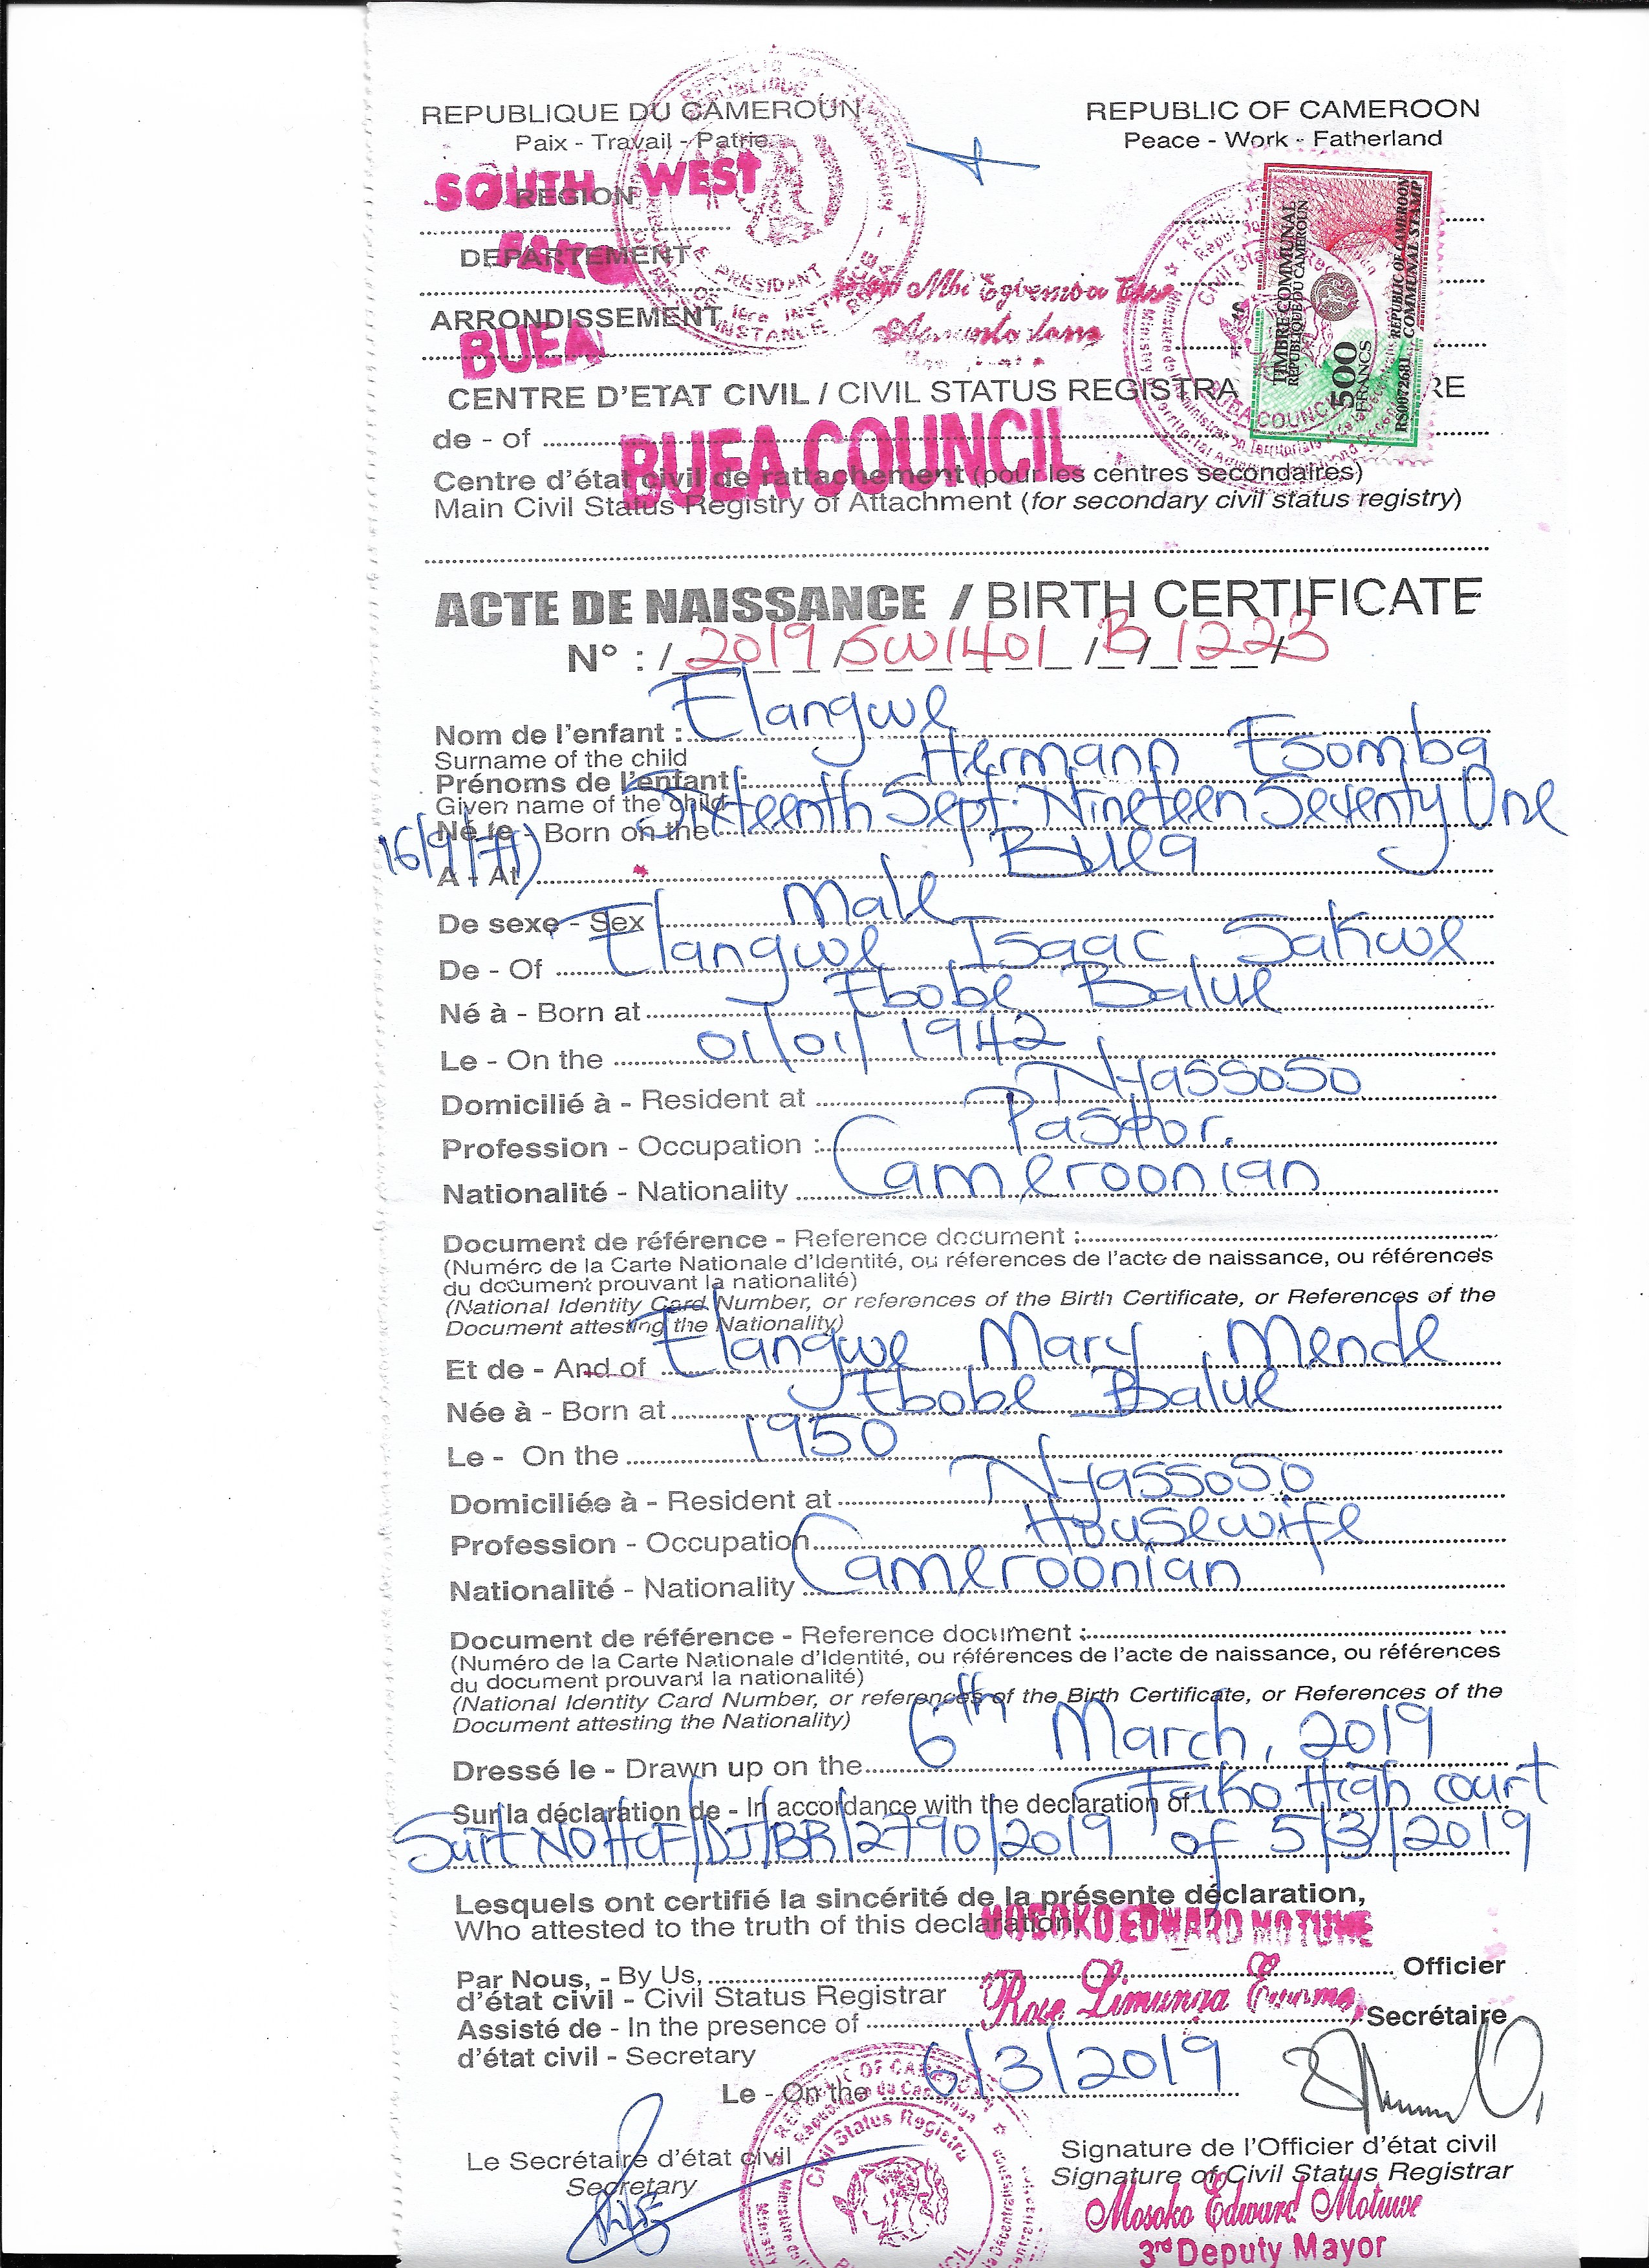 REPUBLIQUE DU CAMEROUN
Paix - Travail - Patrie
REPUBLIC OF CAMEROON
Peace - Work - Fatherland
SOUTH WEST
REGION
FAKO
DEPARTEMENT
ARRONDISSEMENT
BUEA
TIMBRE COMMUNAL
REPUBLIQUE DU CAMEROUN
500
FRANCS
REPUBLIC OF CAMEROON
COMMUNAL STAMP
CENTRE D'ETAT CIVIL / CIVIL STATUS REGISTRA RE
de - of BUEA COUNCIL
Centre d'état civil de rattachement (pour les centres secondaires)
Main Civil Status Registry of Attachment (for secondary civil status registry)
ACTE DE NAISSANCE / BIRTH CERTIFICATE
N° : / 2019 / SW1401 / B / 1223
Nom de l'enfant : Elangwe
Surname of the child
Prénoms de l'enfant : Hermann Esomba
Given name of the child
Né le - Born on the Sixteenth Sept. Nineteen Seventy One
16/9/71)
A - At Buea
De sexe - Sex Male
De - Of Elangwe Isaac Sakwe
Né à - Born at Ebobe Balue
Le - On the 01/01/1942
Domicilié à - Resident at Nyassoso
Profession - Occupation : Pastor.
Nationalité - Nationality Cameroonian
Document de référence - Reference document :
(Numéro de la Carte Nationale d'Identité, ou réferences de l'acte de naissance, ou références
du document prouvant la nationalité)
(National Identity Card Number, or references of the Birth Certificate, or References of the
Document attesting the Nationality)
Et de - And of Elangwe Mary Mende
Née à - Born at Ebobe Balue
Le - On the 1950
Domiciliée à - Resident at Nyassoso
Profession - Occupation Housewife
Nationalité - Nationality Cameroonian
Document de référence - Reference document :
(Numéro de la Carte Nationale d'Identité, ou références de l'acte de naissance, ou références
du document prouvant la nationalité)
(National Identity Card Number, or references of the Birth Certificate, or References of the
Document attesting the Nationality)
Dressé le - Drawn up on the 6th March, 2019
Sur la déclaration de - In accordance with the declaration of Fako High court
Suit NO HCF/DJ/BR/2790/2019 of 5/3/2019
Lesquels ont certifié la sincérité de la présente déclaration,
Who attested to the truth of this declaration
MOSOKO EDWARD MOTUWE
Par Nous, - By Us, Officier
d'état civil - Civil Status Registrar
Rose Limunga
Assisté de - In the presence of Secrétaire
d'état civil - Secretary
Le - On the 6/3/2019
Le Secrétaire d'état civil
Secretary
Signature de l'Officier d'état civil
Signature of Civil Status Registrar
Mosoko Edward Motuwe
3rd Deputy Mayor